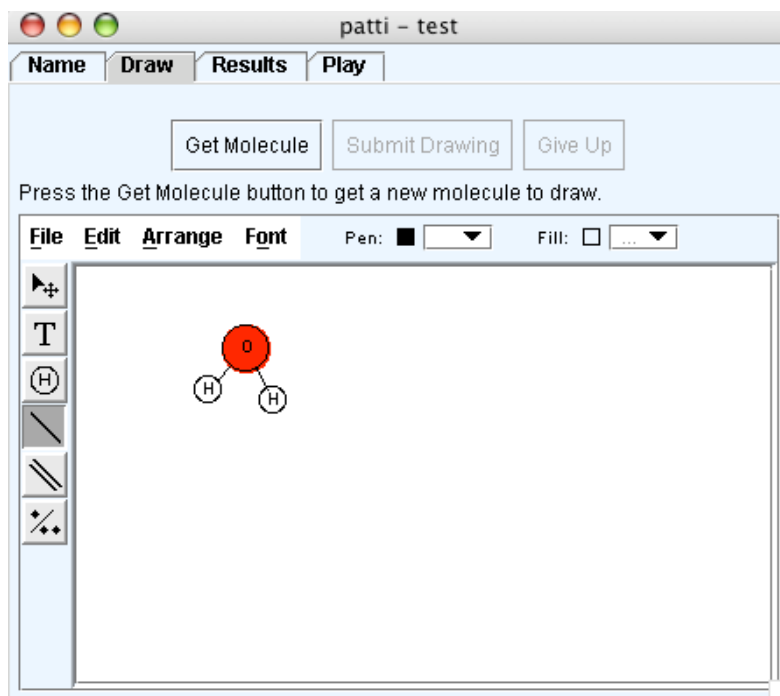 patti - test
Name Draw Results Play
Get Molecule Submit Drawing Give Up
Press the Get Molecule button to get a new molecule to draw.
File Edit Arrange Font Pen: Fill: ...
T
H
O
H H